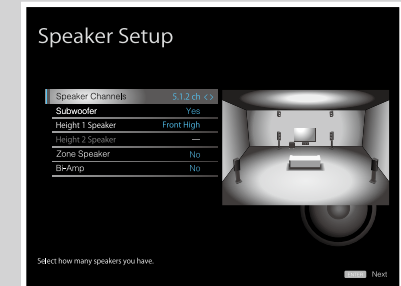 Speaker Setup
Speaker Channels 5.1.2 ch < >
Subwoofer Yes
Height 1 Speaker Front High
Height 2 Speaker ---
Zone Speaker No
Bi-Amp No
Select how many speakers you have.
ENTER Next